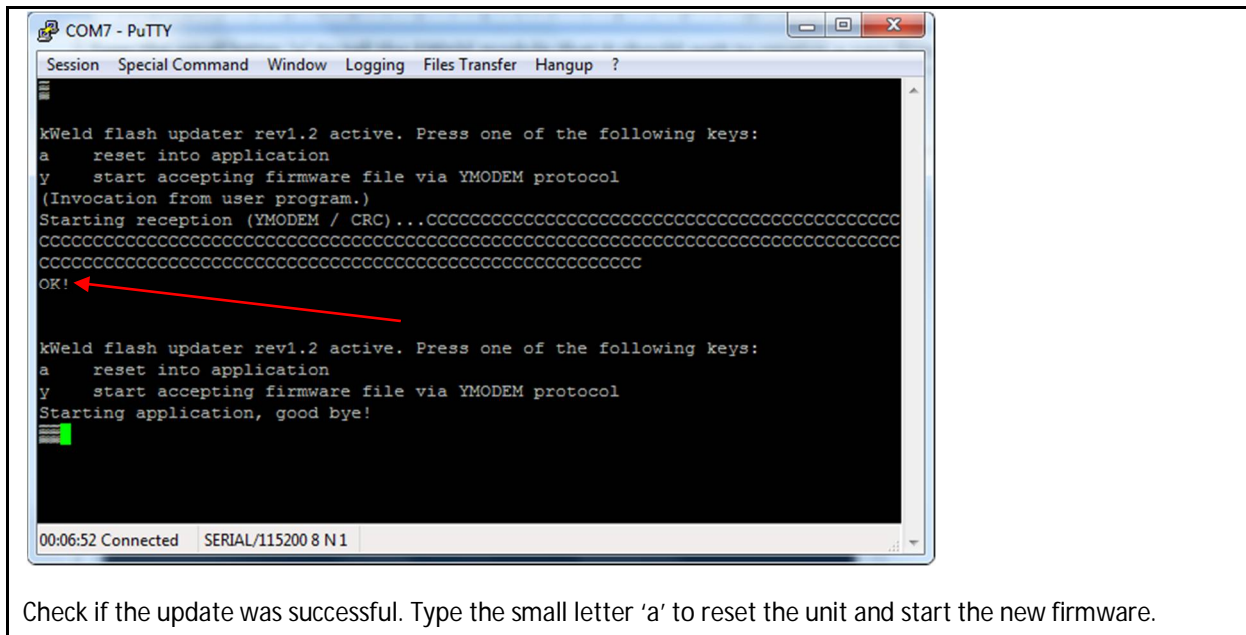 COM7 - PuTTY
Session Special Command Window Logging Files Transfer Hangup ?
kWeld flash updater rev1.2 active. Press one of the following keys:
a reset into application
y start accepting firmware file via YMODEM protocol
(Invocation from user program.)
Starting reception (YMODEM / CRC)...CCCCCCCCCCCCCCCCCCCCCCCCCCCCCCCCCCCCCCCCCCCC
CCCCCCCCCCCCCCCCCCCCCCCCCCCCCCCCCCCCCCCCCCCCCCCCCCCCCCCCCCCCCCCCCCCCCCCCCCCCCCCC
CCCCCCCCCCCCCCCCCCCCCCCCCCCCCCCCCCCCCCCCCCCCCCCCCCCCCCCC
OK!
kWeld flash updater rev1.2 active. Press one of the following keys:
a reset into application
y start accepting firmware file via YMODEM protocol
Starting application, good bye!
00:06:52 Connected SERIAL/115200 8 N 1
Check if the update was successful. Type the small letter ‘a’ to reset the unit and start the new firmware.